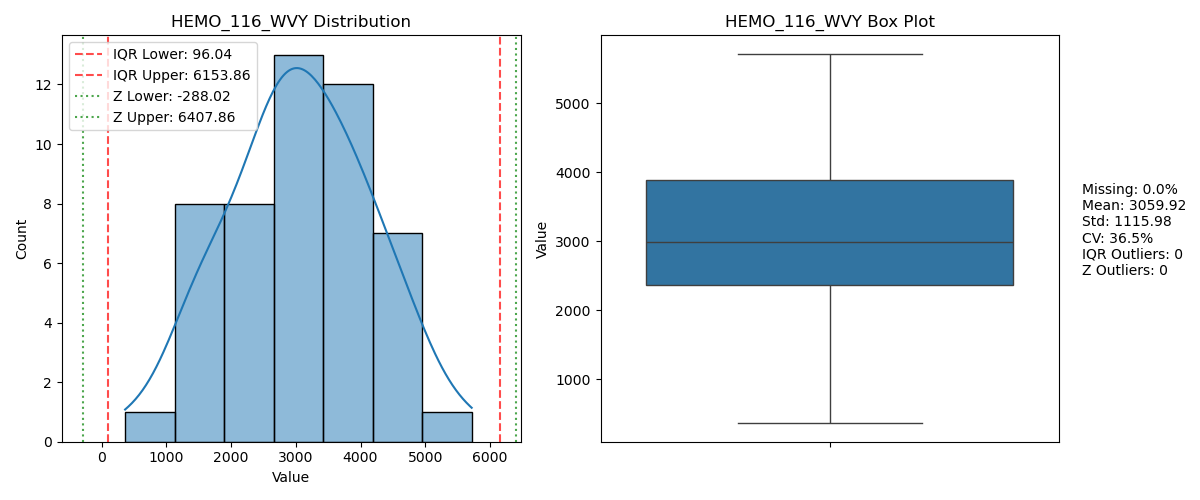 HEMO_116_WVY Distribution
IQR Lower: 96.04
IQR Upper: 6153.86
Z Lower: -288.02
Z Upper: 6407.86
Count
12
10
8
6
4
2
0
0 1000 2000 3000 4000 5000 6000
Value
HEMO_116_WVY Box Plot
Value
5000
4000
3000
2000
1000
Missing: 0.0%
Mean: 3059.92
Std: 1115.98
CV: 36.5%
IQR Outliers: 0
Z Outliers: 0